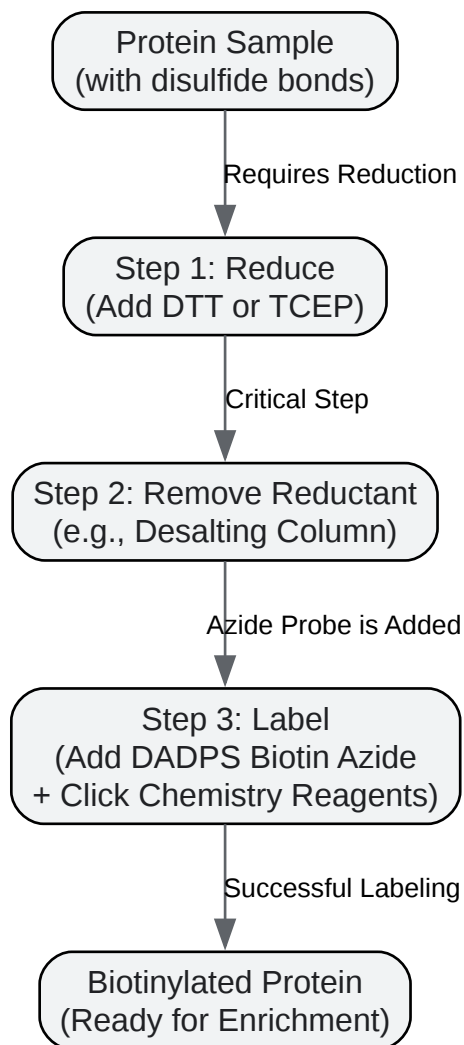 Protein Sample
(with disulfide bonds)
Requires Reduction
Step 1: Reduce
(Add DTT or TCEP)
Critical Step
Step 2: Remove Reductant
(e.g., Desalting Column)
Azide Probe is Added
Step 3: Label
(Add DADPS Biotin Azide
+ Click Chemistry Reagents)
Successful Labeling
Biotinylated Protein
(Ready for Enrichment)